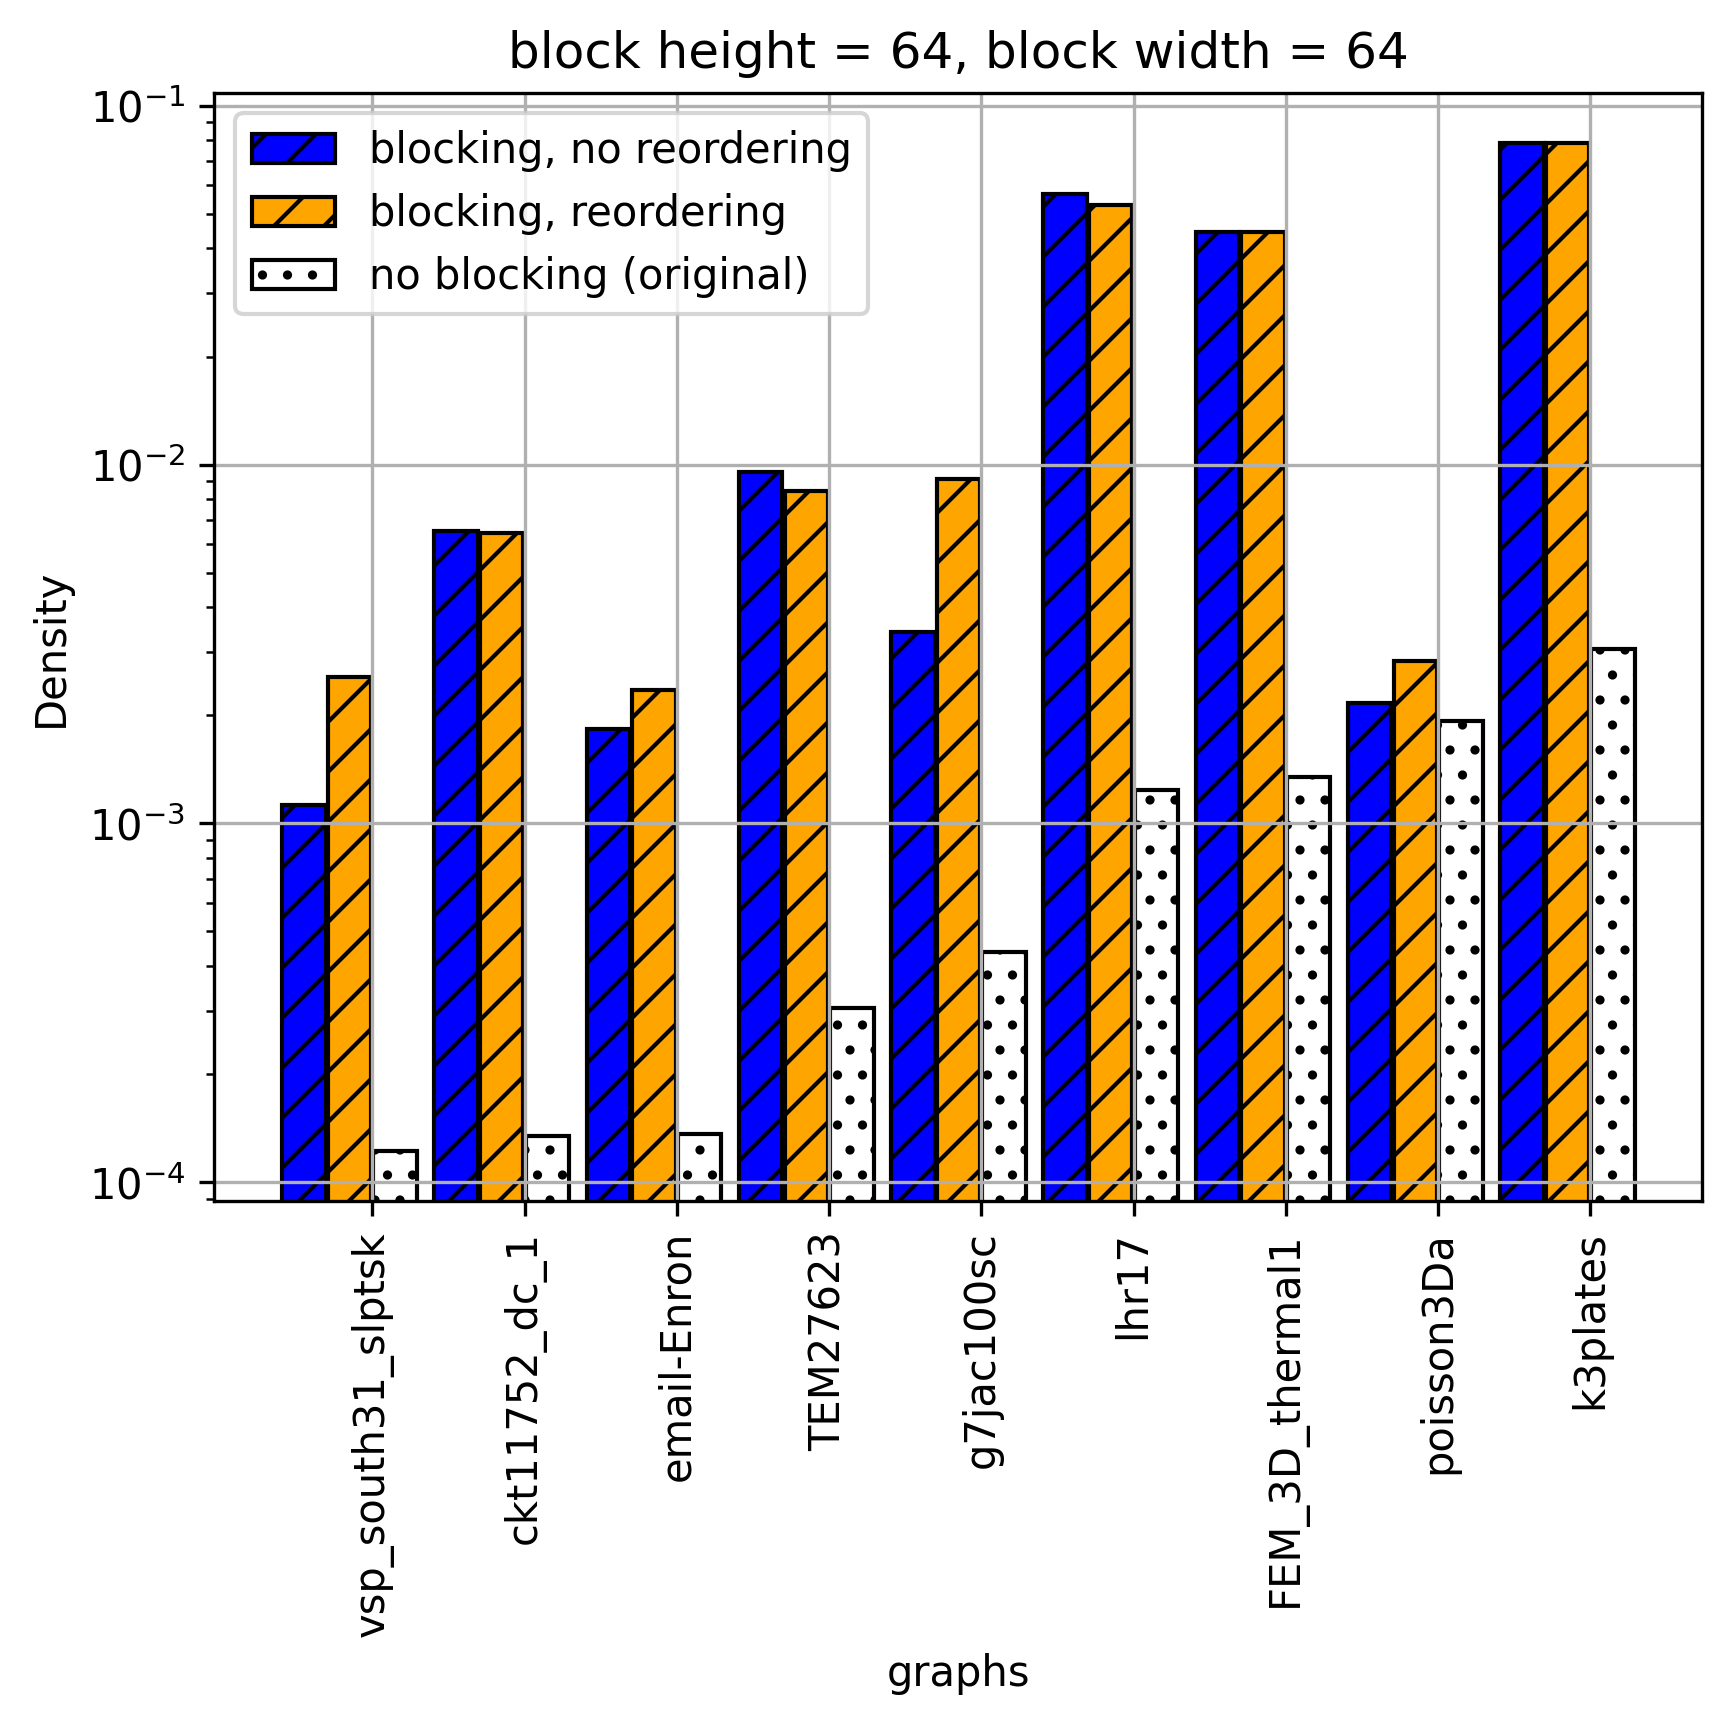 block height = 64, block width = 64
blocking, no reordering
blocking, reordering
no blocking (original)
Density
10⁻¹
10⁻²
10⁻³
10⁻⁴
vsp_south31_slptsk
ckt11752_dc_1
email-Enron
TEM27623
g7jac100sc
lhr17
FEM_3D_thermal1
poisson3Da
k3plates
graphs